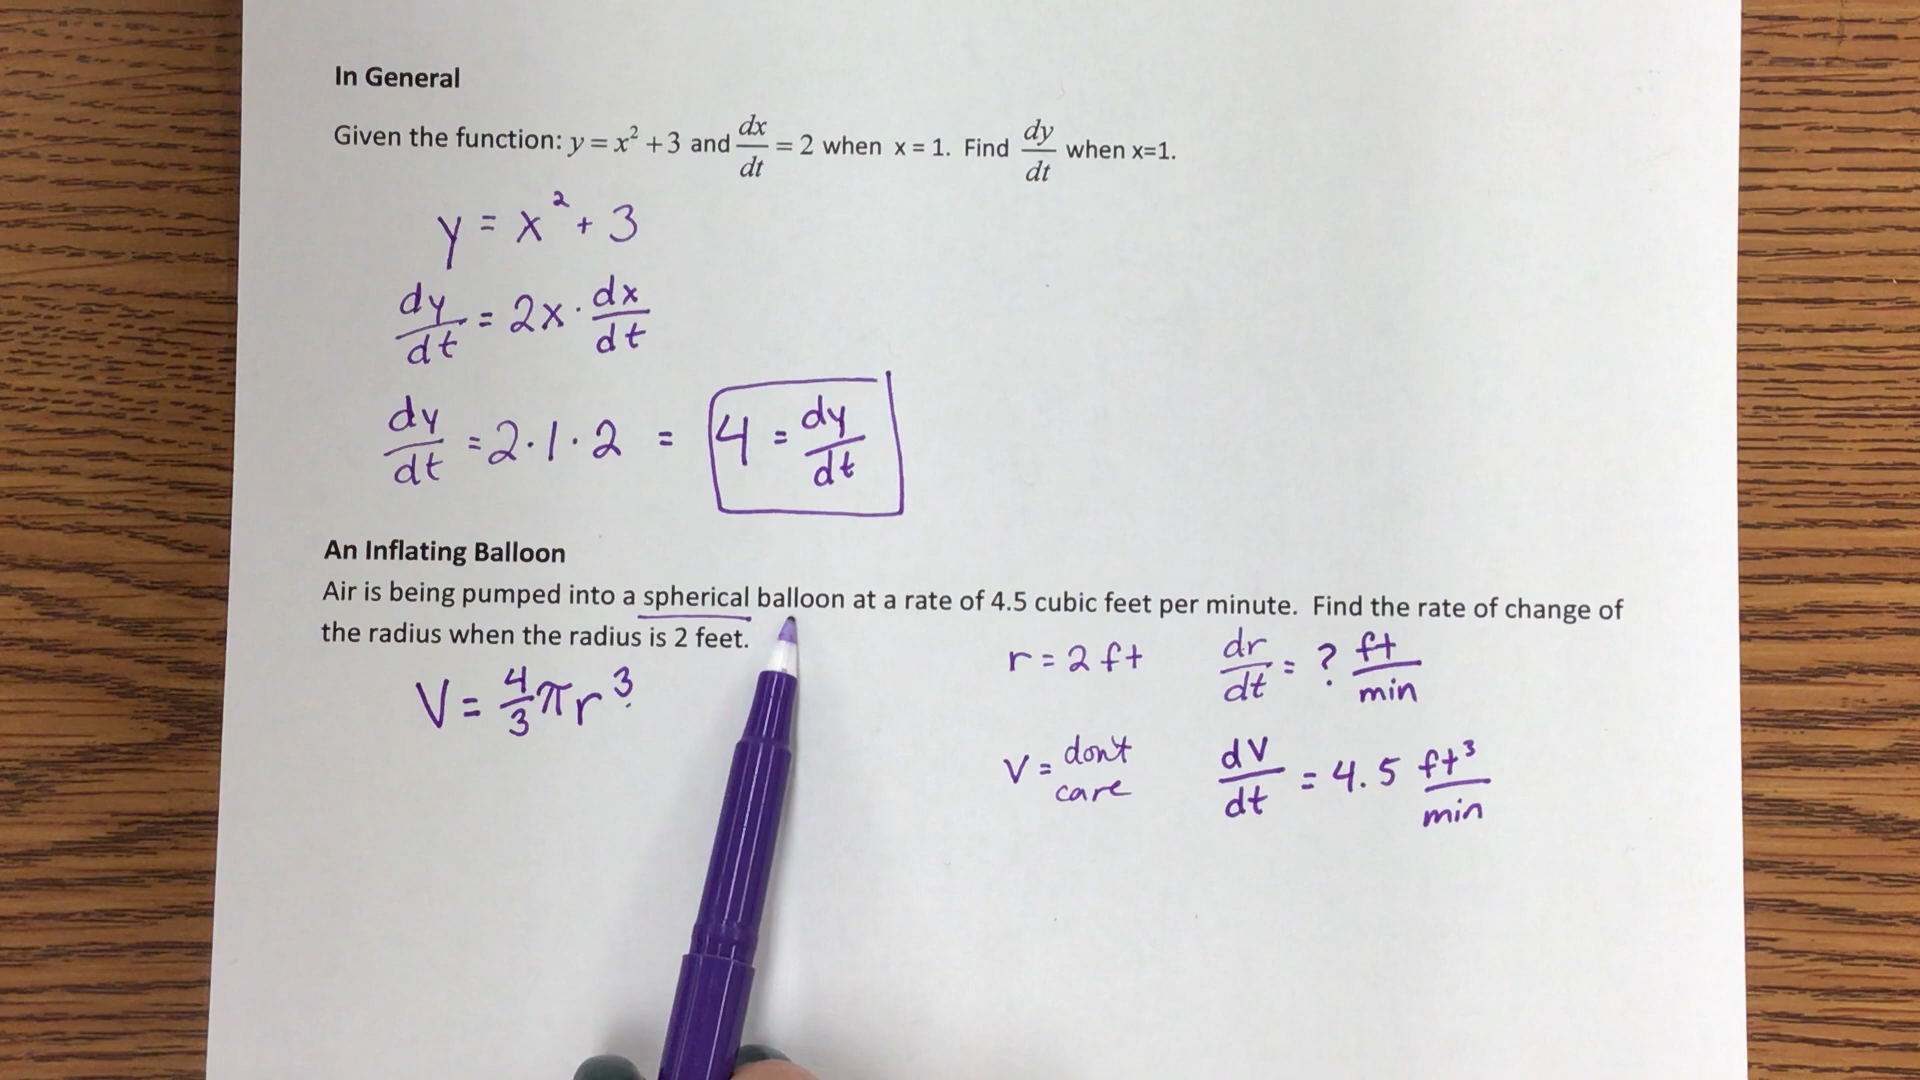 In General
Given the function: y = x² + 3 and dx/dt = 2 when x = 1. Find dy/dt when x=1.
y = x² + 3
dy/dt = 2x · dx/dt
dy/dt = 2 · 1 · 2 = 4 = dy/dt
An Inflating Balloon
Air is being pumped into a spherical balloon at a rate of 4.5 cubic feet per minute. Find the rate of change of
the radius when the radius is 2 feet.
r = 2 ft dr/dt = ? ft/min
V = 4/3 πr³
V = don't care dV/dt = 4.5 ft³/min